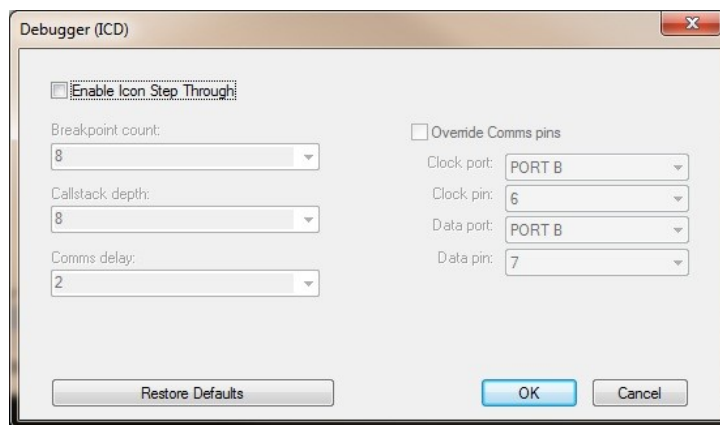 Debugger (ICD)
Enable Icon Step Through
Breakpoint count:
8
Callstack depth:
8
Comms delay:
2
Override Comms pins
Clock port: PORT B
Clock pin: 6
Data port: PORT B
Data pin: 7
Restore Defaults
OK
Cancel